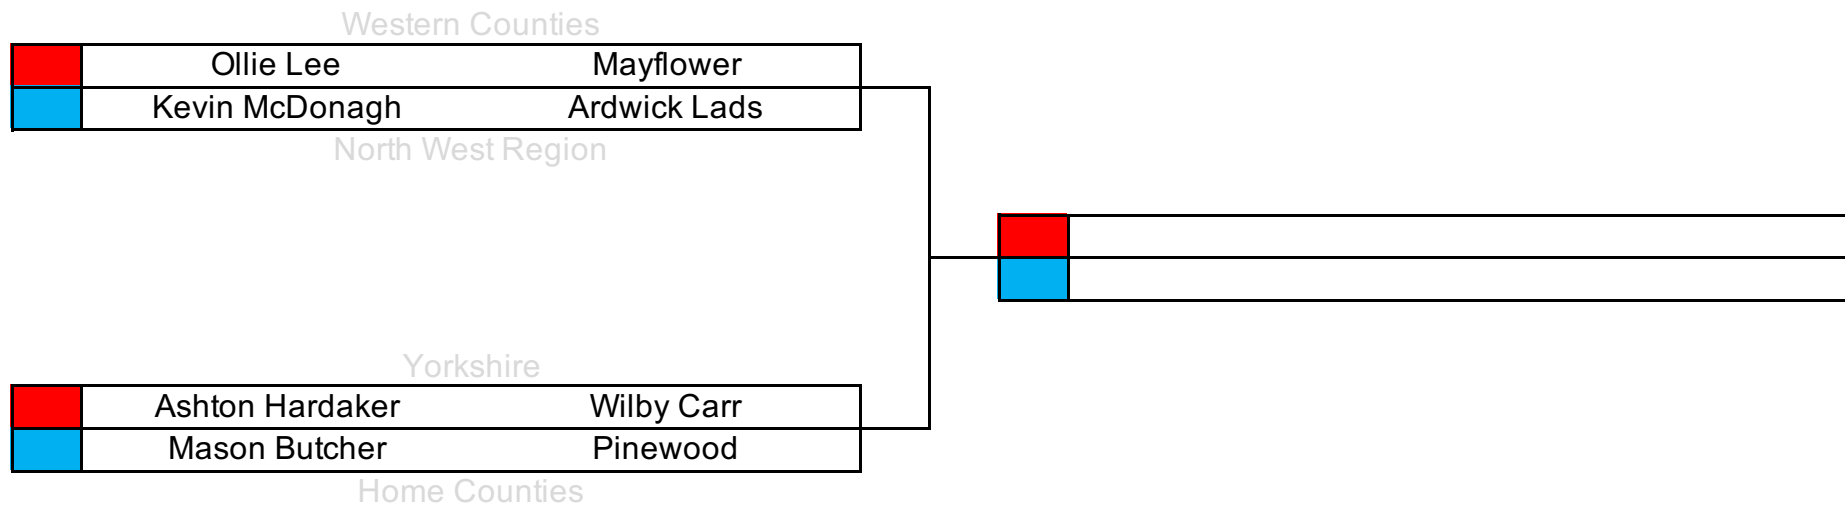 Western Counties
Ollie Lee Mayflower
Kevin McDonagh Ardwick Lads
North West Region
Yorkshire
Ashton Hardaker Wilby Carr
Mason Butcher Pinewood
Home Counties